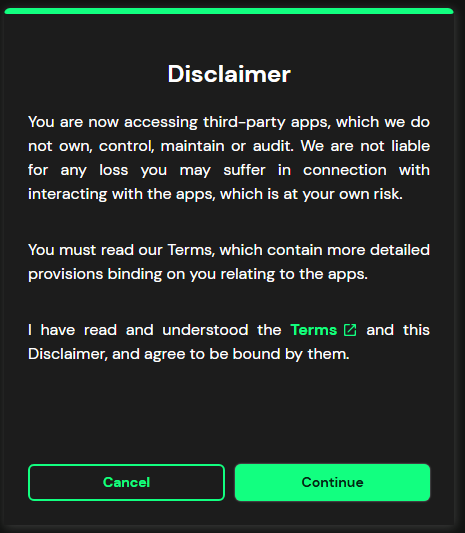 Disclaimer
You are now accessing third-party apps, which we do
not own, control, maintain or audit. We are not liable
for any loss you may suffer in connection with
interacting with the apps, which is at your own risk.
You must read our Terms, which contain more detailed
provisions binding on you relating to the apps.
I have read and understood the Terms and this
Disclaimer, and agree to be bound by them.
Cancel
Continue